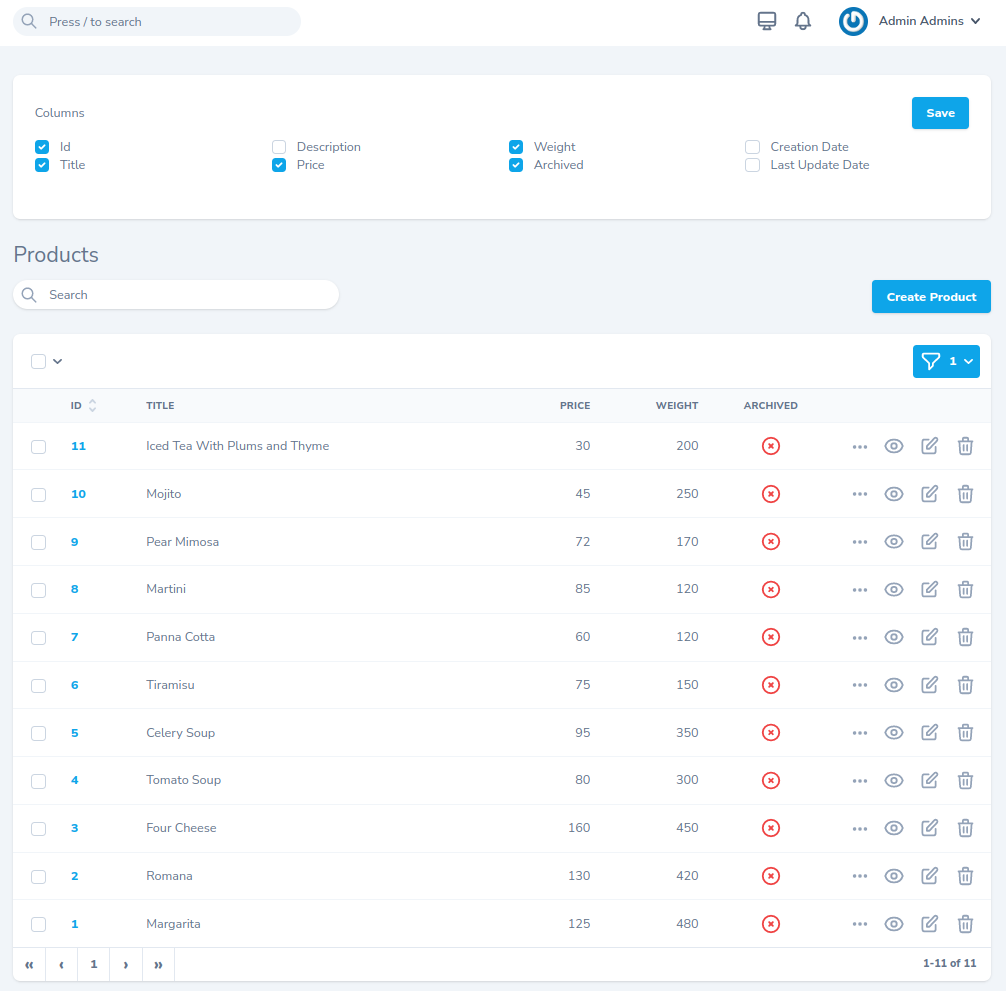 Press / to search
Admin Admins
Columns
Save
Id Description Weight Creation Date
Title Price Archived Last Update Date
Products
Search
Create Product
1
ID TITLE PRICE WEIGHT ARCHIVED
11 Iced Tea With Plums and Thyme 30 200
10 Mojito 45 250
9 Pear Mimosa 72 170
8 Martini 85 120
7 Panna Cotta 60 120
6 Tiramisu 75 150
5 Celery Soup 95 350
4 Tomato Soup 80 300
3 Four Cheese 160 450
2 Romana 130 420
1 Margarita 125 480
« ‹ 1 › » 1-11 of 11